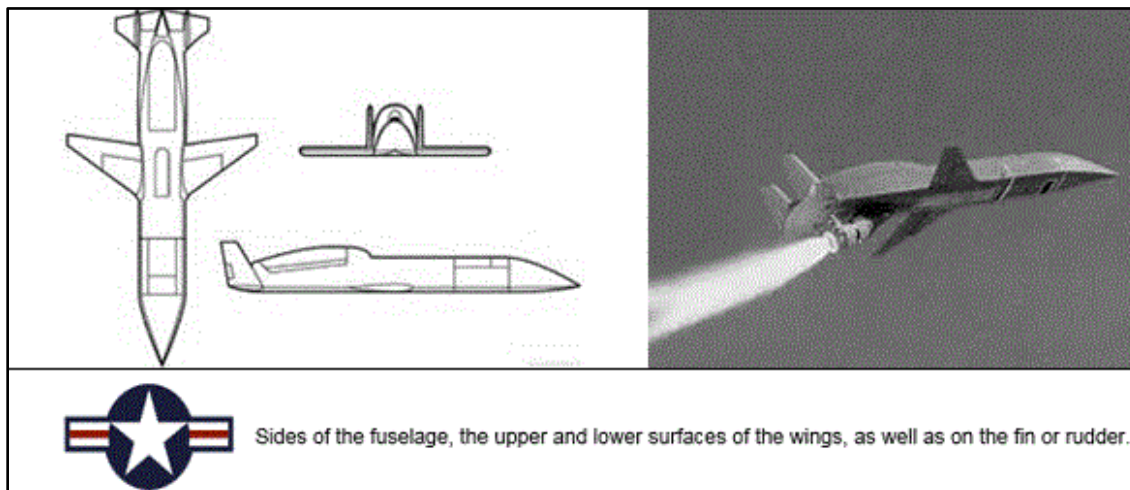 Sides of the fuselage, the upper and lower surfaces of the wings, as well as on the fin or rudder.